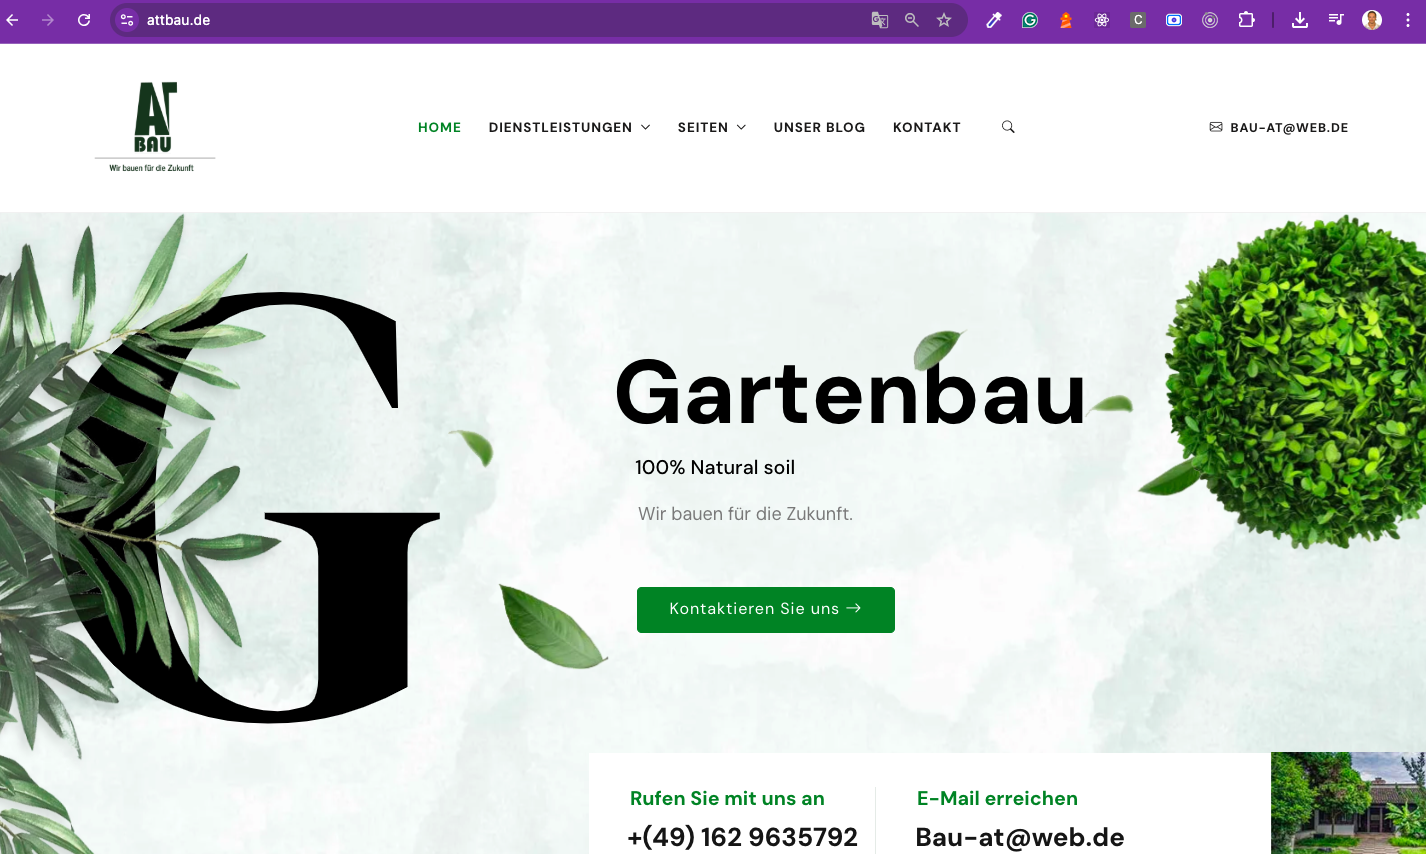 attbau.de
AT
BAU
Wir bauen für die Zukunft
HOME DIENSTLEISTUNGEN SEITEN UNSER BLOG KONTAKT
BAU-AT@WEB.DE
G
Gartenbau
100% Natural soil
Wir bauen für die Zukunft.
Kontaktieren Sie uns →
Rufen Sie mit uns an
+(49) 162 9635792
E-Mail erreichen
Bau-at@web.de